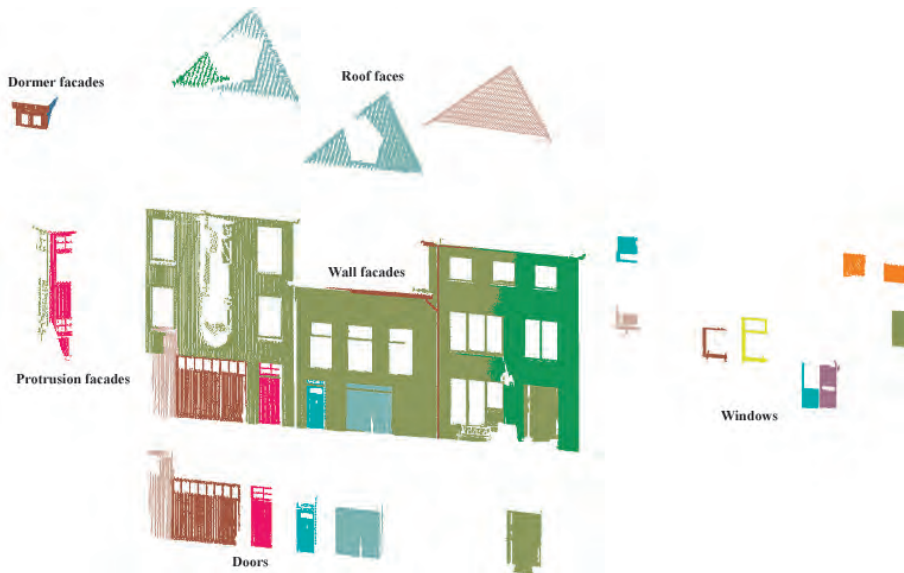 Dormer facades
Roof faces
Wall facades
Protrusion facades
Windows
Doors